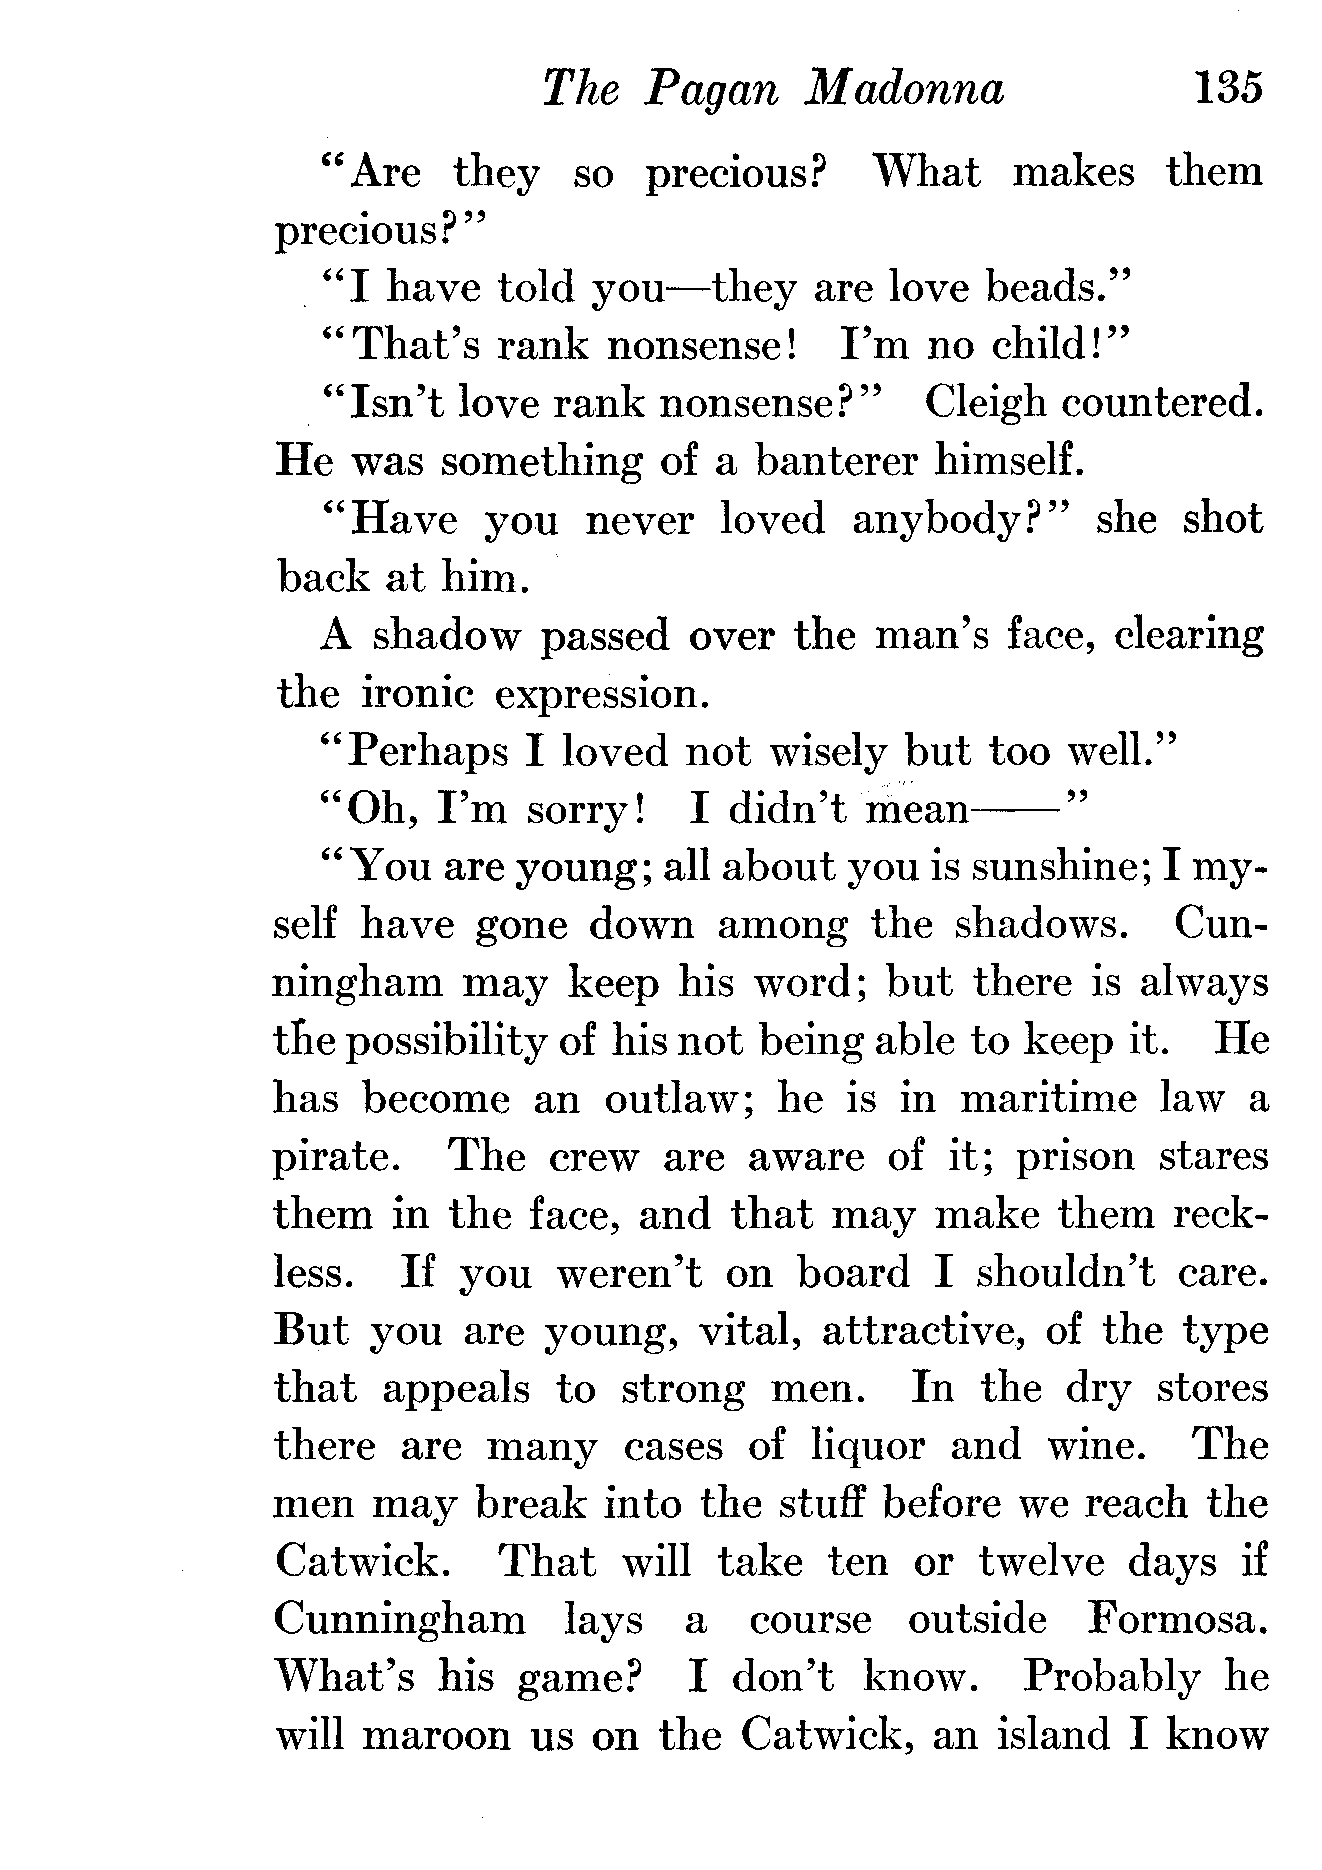 The Pagan Madonna 135
“Are they so precious? What makes them
precious?”
“I have told you—they are love beads.”
“That’s rank nonsense! I’m no child!”
“Isn’t love rank nonsense?” Cleigh countered.
He was something of a banterer himself.
“Have you never loved anybody?” she shot
back at him.
A shadow passed over the man’s face, clearing
the ironic expression.
“Perhaps I loved not wisely but too well.”
“Oh, I’m sorry! I didn’t mean——”
“You are young; all about you is sunshine; I my-
self have gone down among the shadows. Cun-
ningham may keep his word; but there is always
the possibility of his not being able to keep it. He
has become an outlaw; he is in maritime law a
pirate. The crew are aware of it; prison stares
them in the face, and that may make them reck-
less. If you weren’t on board I shouldn’t care.
But you are young, vital, attractive, of the type
that appeals to strong men. In the dry stores
there are many cases of liquor and wine. The
men may break into the stuff before we reach the
Catwick. That will take ten or twelve days if
Cunningham lays a course outside Formosa.
What’s his game? I don’t know. Probably he
will maroon us on the Catwick, an island I know